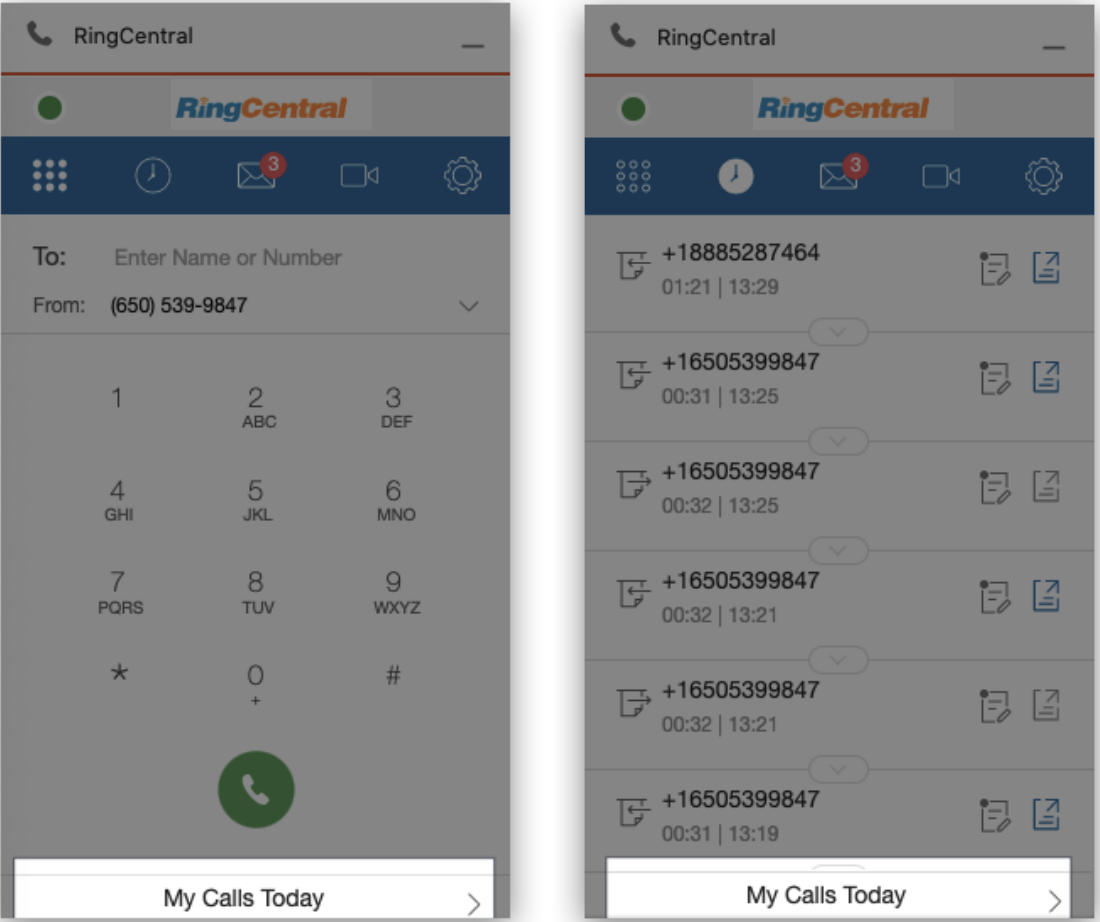 RingCentral
RingCentral
3
To: Enter Name or Number
From: (650) 539-9847
1 2 3
ABC DEF
4 5 6
GHI JKL MNO
7 8 9
PQRS TUV WXYZ
* 0 #
+
My Calls Today
RingCentral
RingCentral
3
+18885287464
01:21 | 13:29
+16505399847
00:31 | 13:25
+16505399847
00:32 | 13:25
+16505399847
00:32 | 13:21
+16505399847
00:32 | 13:21
+16505399847
00:31 | 13:19
My Calls Today